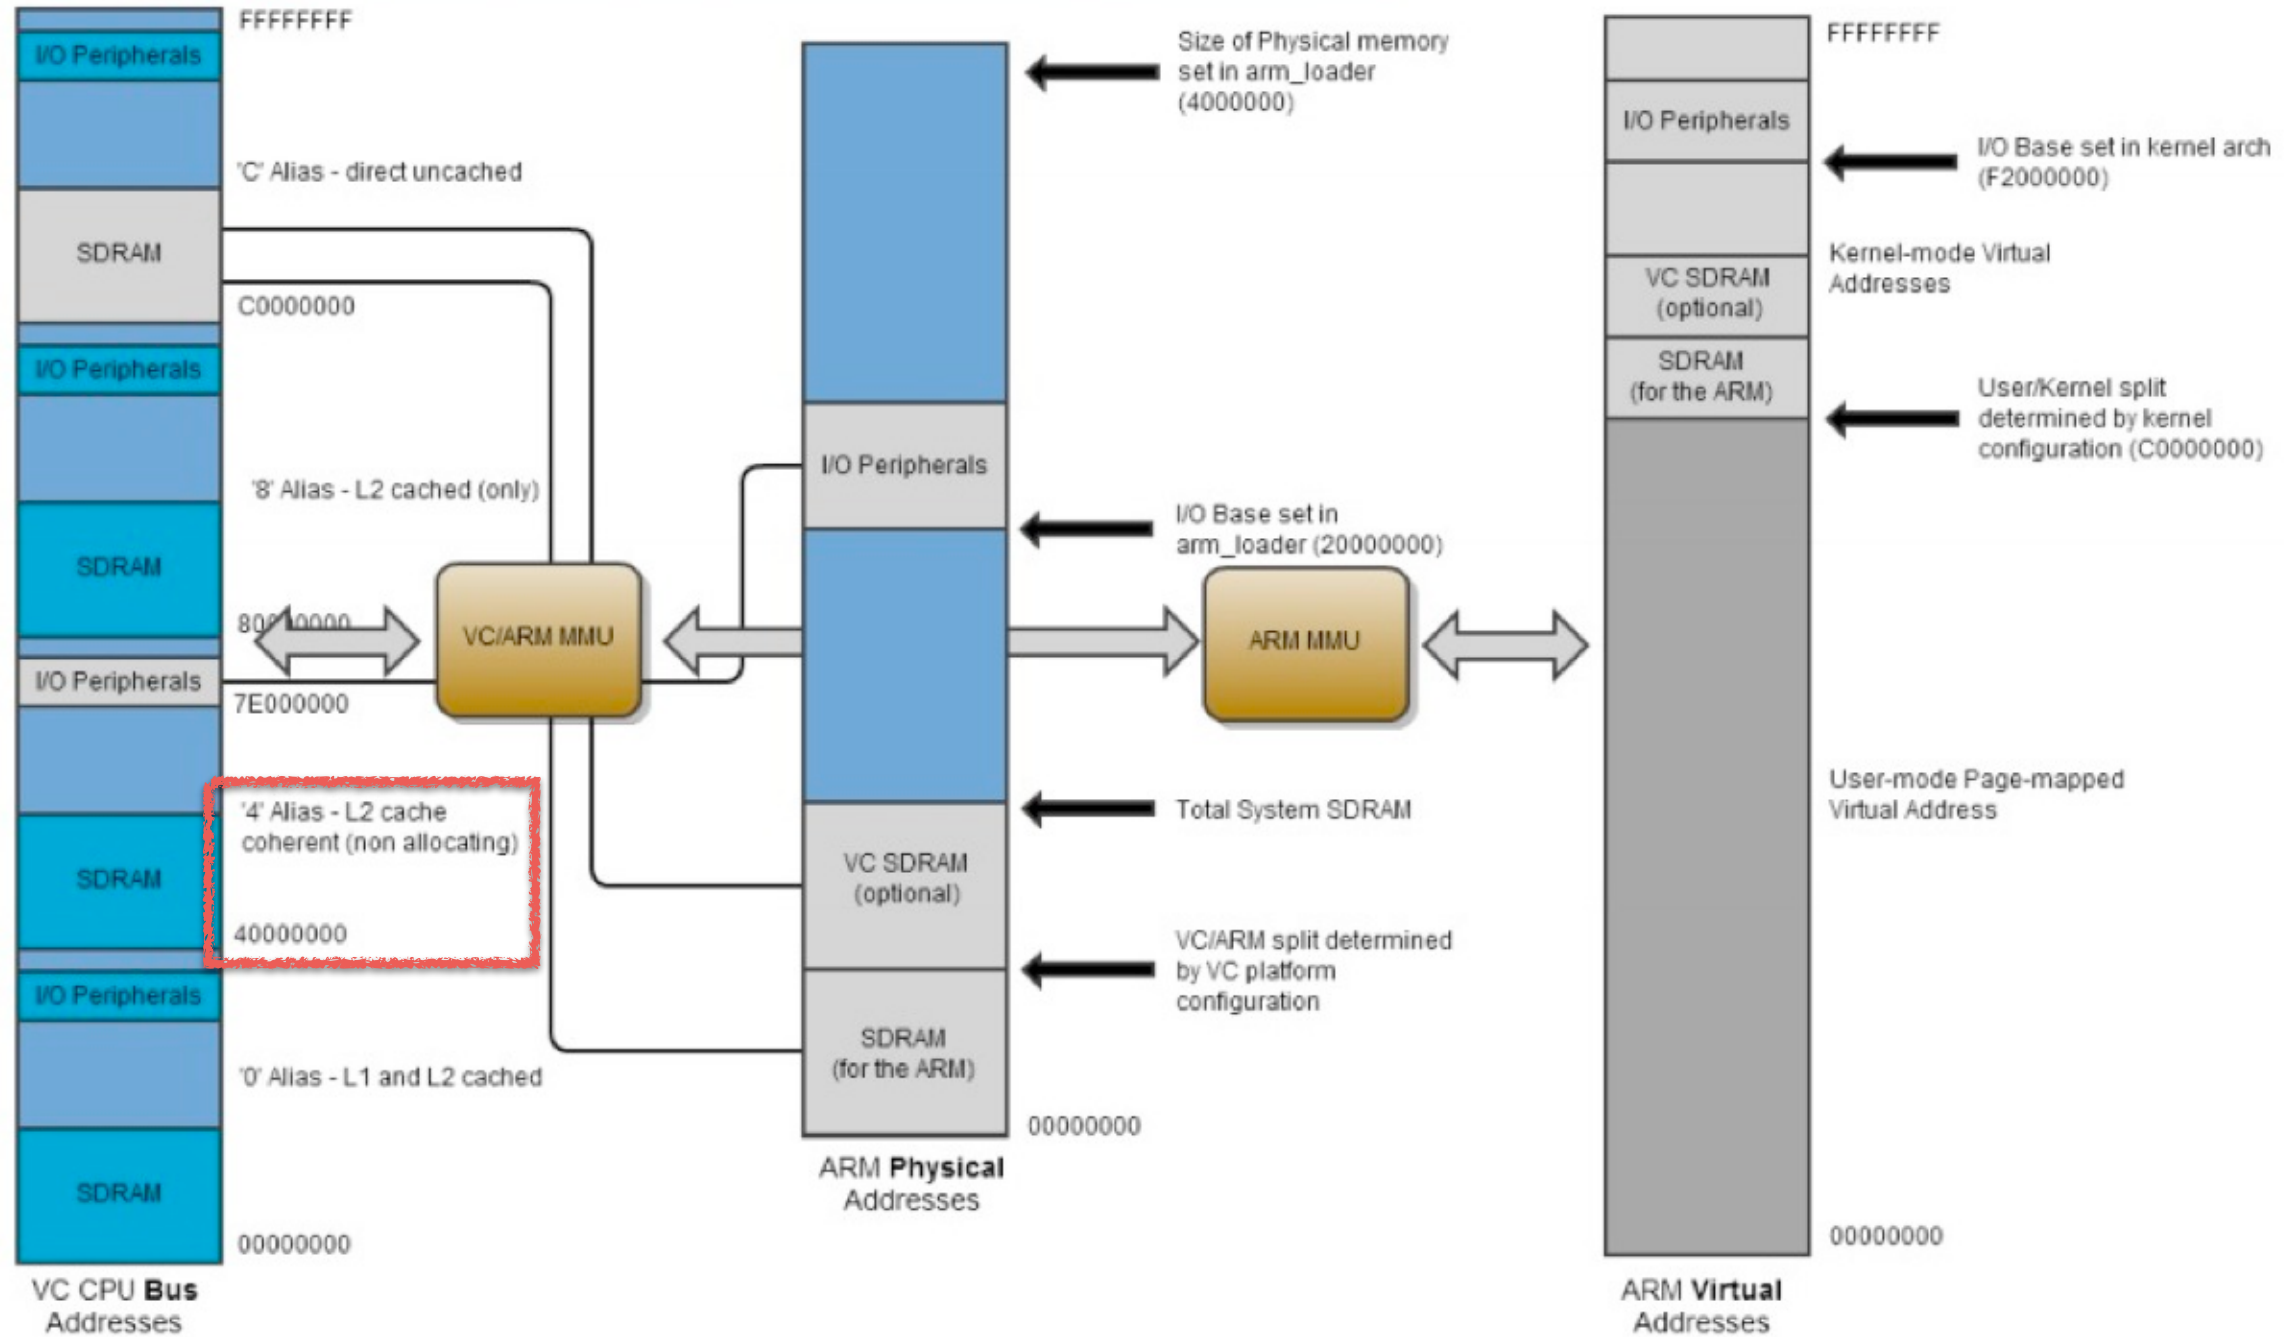 FFFFFFFF
I/O Peripherals
'C' Alias - direct uncached
SDRAM
C0000000
I/O Peripherals
'8' Alias - L2 cached (only)
SDRAM
I/O Peripherals
7E000000
'4' Alias - L2 cache
coherent (non allocating)
SDRAM
40000000
I/O Peripherals
'0' Alias - L1 and L2 cached
SDRAM
00000000
VC CPU Bus
Addresses
VC/ARM MMU
Size of Physical memory
set in arm_loader
(4000000)
I/O Peripherals
I/O Base set in
arm_loader (20000000)
Total System SDRAM
VC SDRAM
(optional)
VC/ARM split determined
by VC platform
configuration
SDRAM
(for the ARM)
00000000
ARM Physical
Addresses
ARM MMU
FFFFFFFF
I/O Peripherals
I/O Base set in kernel arch
(F2000000)
Kernel-mode Virtual
Addresses
VC SDRAM
(optional)
SDRAM
(for the ARM)
User/Kernel split
determined by kernel
configuration (C0000000)
User-mode Page-mapped
Virtual Address
00000000
ARM Virtual
Addresses